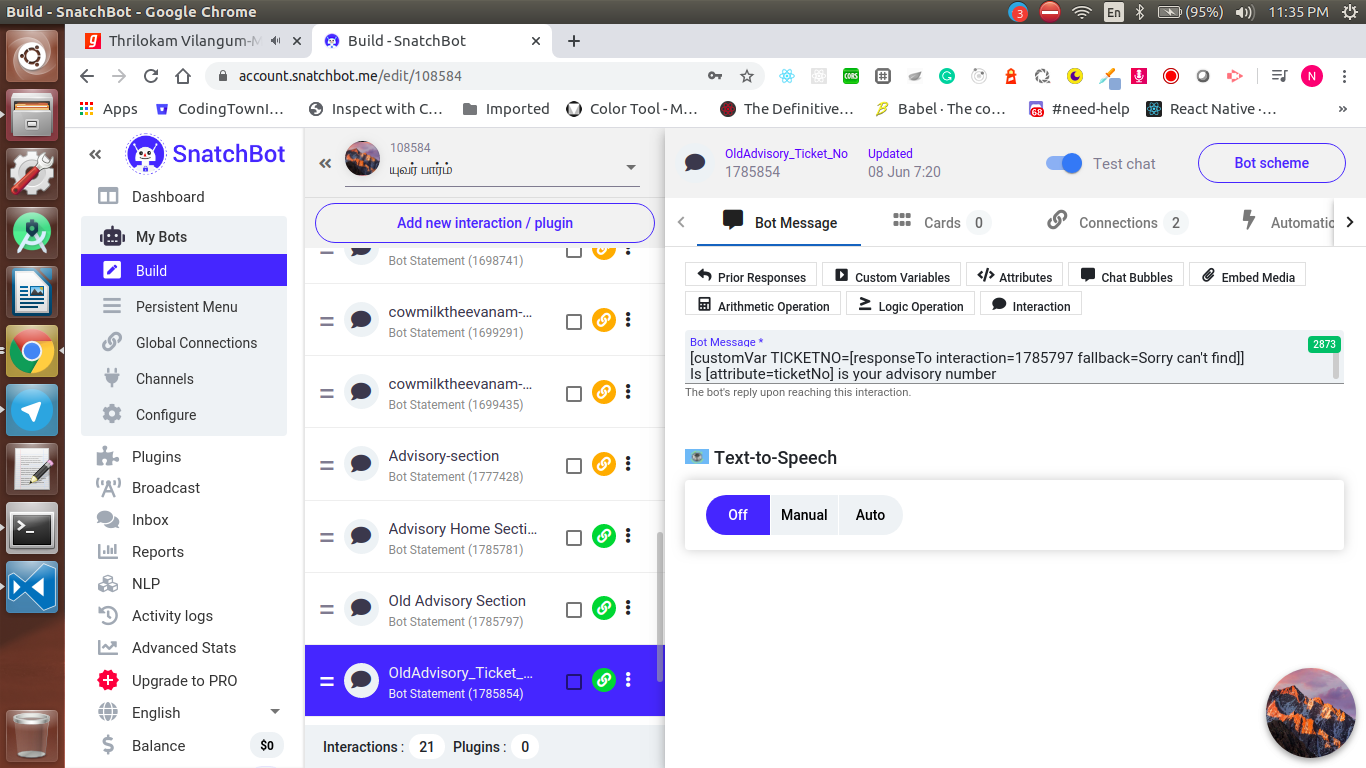 Build - SnatchBot - Google Chrome
3
En
(95%)
11:35 PM
Thrilokam Vilangum-M
Build - SnatchBot
account.snatchbot.me/edit/108584
CORS
N
Apps
CodingTownI...
Inspect with C...
Imported
Color Tool - M...
The Definitive...
Babel · The co...
68
#need-help
React Native ·...
»
SnatchBot
Dashboard
My Bots
Build
Persistent Menu
Global Connections
Channels
Configure
Plugins
Broadcast
Inbox
Reports
NLP
Activity logs
Advanced Stats
Upgrade to PRO
English
Balance
$0
108584
யுவர் பார்ம்
Add new interaction / plugin
Bot Statement (1698741)
cowmilktheevanam-...
Bot Statement (1699291)
cowmilktheevanam-...
Bot Statement (1699435)
Advisory-section
Bot Statement (1777428)
Advisory Home Secti...
Bot Statement (1785781)
Old Advisory Section
Bot Statement (1785797)
OldAdvisory_Ticket_...
Bot Statement (1785854)
Interactions : 21 Plugins : 0
OldAdvisory_Ticket_No
1785854
Updated
08 Jun 7:20
Test chat
Bot scheme
Bot Message
Cards 0
Connections 2
Automatic
Prior Responses
Custom Variables
Attributes
Chat Bubbles
Embed Media
Arithmetic Operation
Logic Operation
Interaction
Bot Message *
2873
[customVar TICKETNO=[responseTo interaction=1785797 fallback=Sorry can't find]]
Is [attribute=ticketNo] is your advisory number
The bot's reply upon reaching this interaction.
Text-to-Speech
Off
Manual
Auto